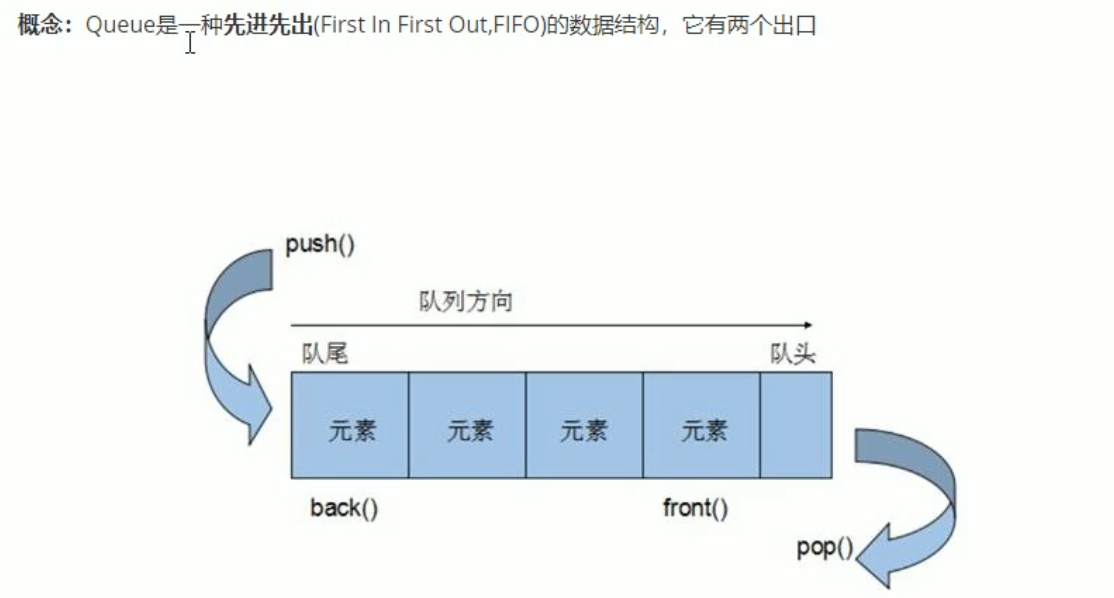 概念：Queue是一种先进先出(First In First Out,FIFO)的数据结构，它有两个出口
push()
队列方向
队尾 队头
元素 元素 元素 元素
back() front()
pop()